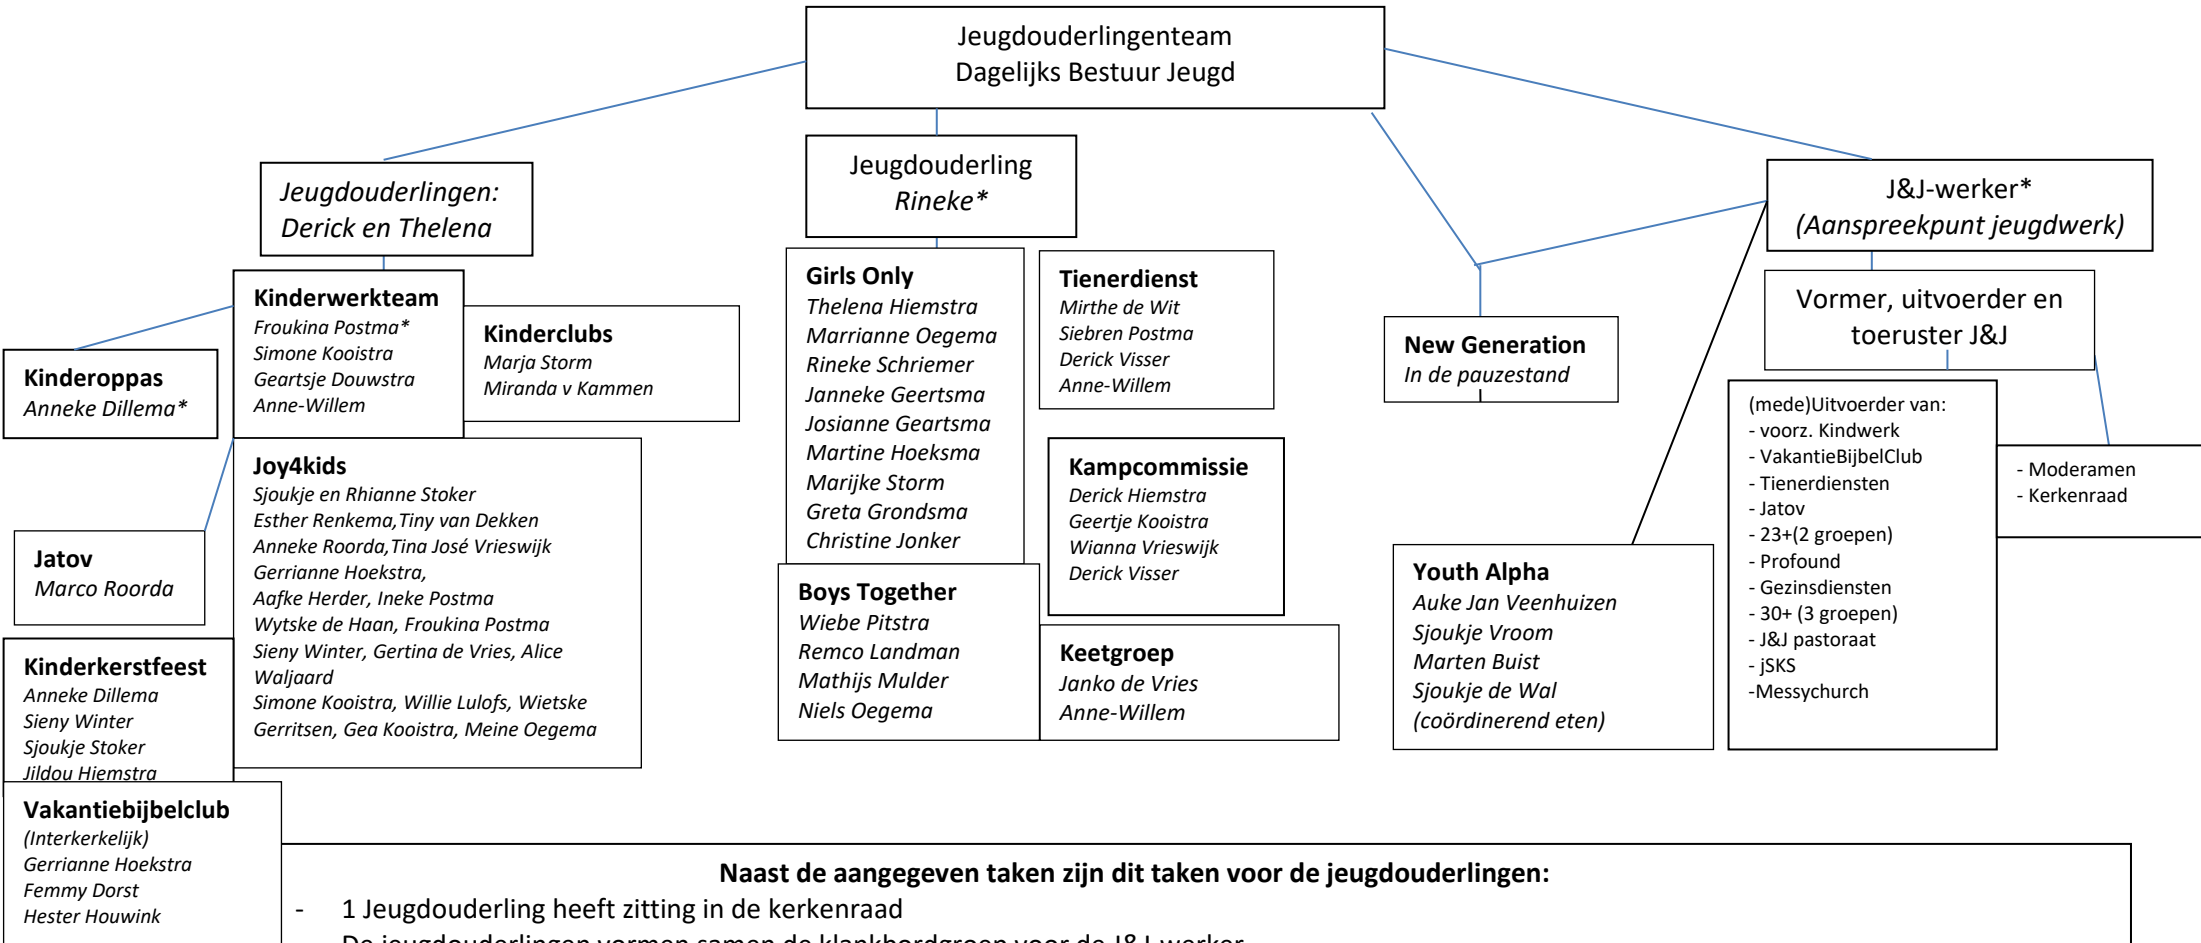 Jeugdouderlingenteam
Dagelijks Bestuur Jeugd
Jeugdouderlingen:
Derick en Thelena
Jeugdouderling
Rineke*
J&J-werker*
(Aanspreekpunt jeugdwerk)
Kinderoppas
Anneke Dillema*
Kinderwerkteam
Froukina Postma*
Simone Kooistra
Geartsje Douwstra
Anne-Willem
Kinderclubs
Marja Storm
Miranda v Kammen
Jatov
Marco Roorda
Joy4kids
Sjoukje en Rhianne Stoker
Esther Renkema,Tiny van Dekken
Anneke Roorda,Tina José Vrieswijk
Gerrianne Hoekstra,
Aafke Herder, Ineke Postma
Wytske de Haan, Froukina Postma
Sieny Winter, Gertina de Vries, Alice
Waljaard
Simone Kooistra, Willie Lulofs, Wietske
Gerritsen, Gea Kooistra, Meine Oegema
Kinderkerstfeest
Anneke Dillema
Sieny Winter
Sjoukje Stoker
Jildou Hiemstra
Vakantiebijbelclub
(Interkerkelijk)
Gerrianne Hoekstra
Femmy Dorst
Hester Houwink
Girls Only
Thelena Hiemstra
Marrianne Oegema
Rineke Schriemer
Janneke Geertsma
Josianne Geartsma
Martine Hoeksma
Marijke Storm
Greta Grondsma
Christine Jonker
Boys Together
Wiebe Pitstra
Remco Landman
Mathijs Mulder
Niels Oegema
Tienerdienst
Mirthe de Wit
Siebren Postma
Derick Visser
Anne-Willem
Kampcommissie
Derick Hiemstra
Geertje Kooistra
Wianna Vrieswijk
Derick Visser
Keetgroep
Janko de Vries
Anne-Willem
New Generation
In de pauzestand
Youth Alpha
Auke Jan Veenhuizen
Sjoukje Vroom
Marten Buist
Sjoukje de Wal
(coördinerend eten)
Vormer, uitvoerder en
toeruster J&J
(mede)Uitvoerder van:
- voorz. Kindwerk
- VakantieBijbelClub
- Tienerdiensten
- Jatov
- 23+(2 groepen)
- Profound
- Gezinsdiensten
- 30+ (3 groepen)
- J&J pastoraat
- jSKS
-Messychurch
- Moderamen
- Kerkenraad
Naast de aangegeven taken zijn dit taken voor de jeugdouderlingen:
- 1 Jeugdouderling heeft zitting in de kerkenraad
De jeugdouderlingen vormen samen de klankbordgroep voor de J&J-werker